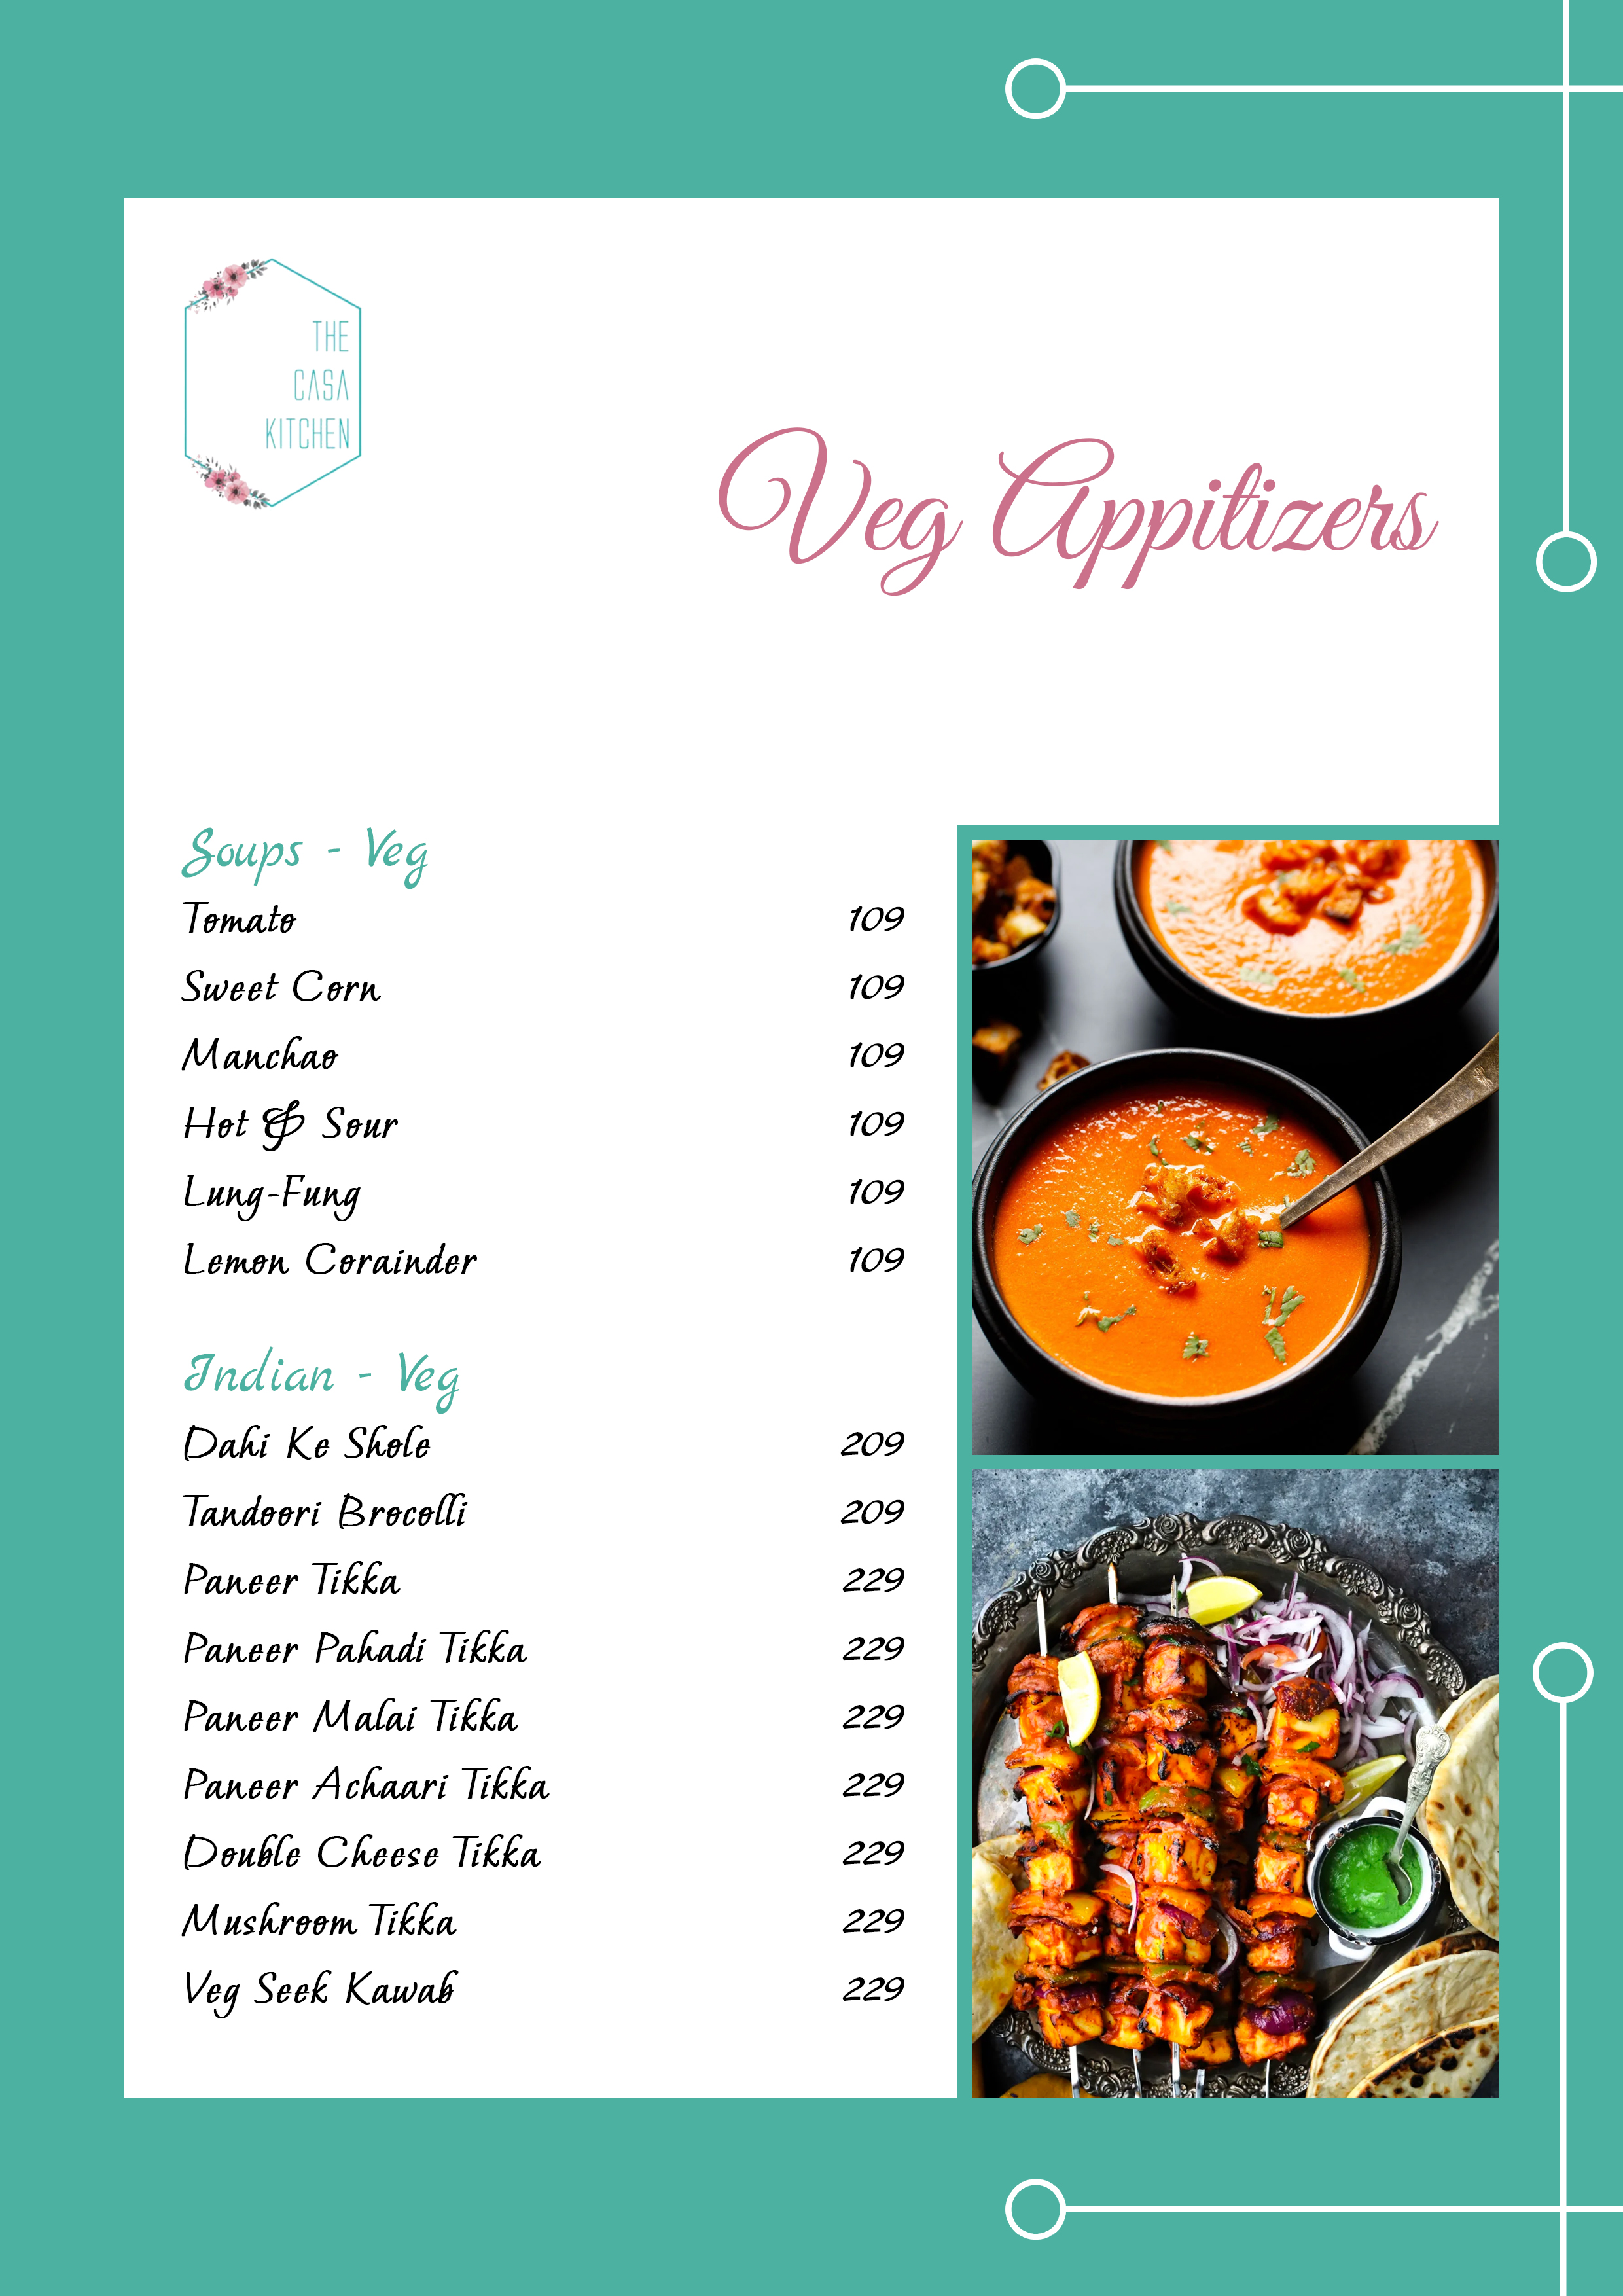 THE
CASA
KITCHEN
Veg Appitizers
Soups - Veg
Tomato 109
Sweet Corn 109
Manchao 109
Hot & Sour 109
Lung-Fung 109
Lemon Corainder 109
Indian - Veg
Dahi Ke Shole 209
Tandoori Brocolli 209
Paneer Tikka 229
Paneer Pahadi Tikka 229
Paneer Malai Tikka 229
Paneer Achaari Tikka 229
Double Cheese Tikka 229
Mushroom Tikka 229
Veg Seek Kawab 229